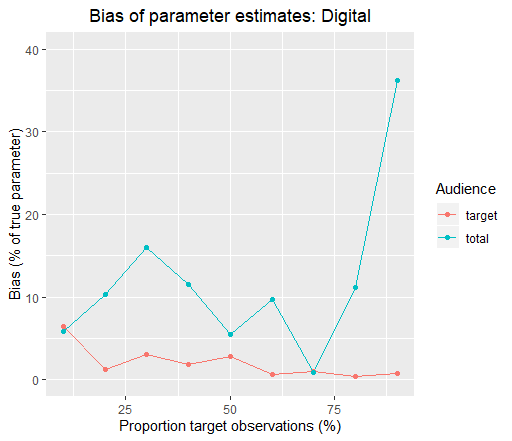 Bias of parameter estimates: Digital
40
30
20
10
0
Bias (% of true parameter)
25
50
75
Proportion target observations (%)
Audience
target
total